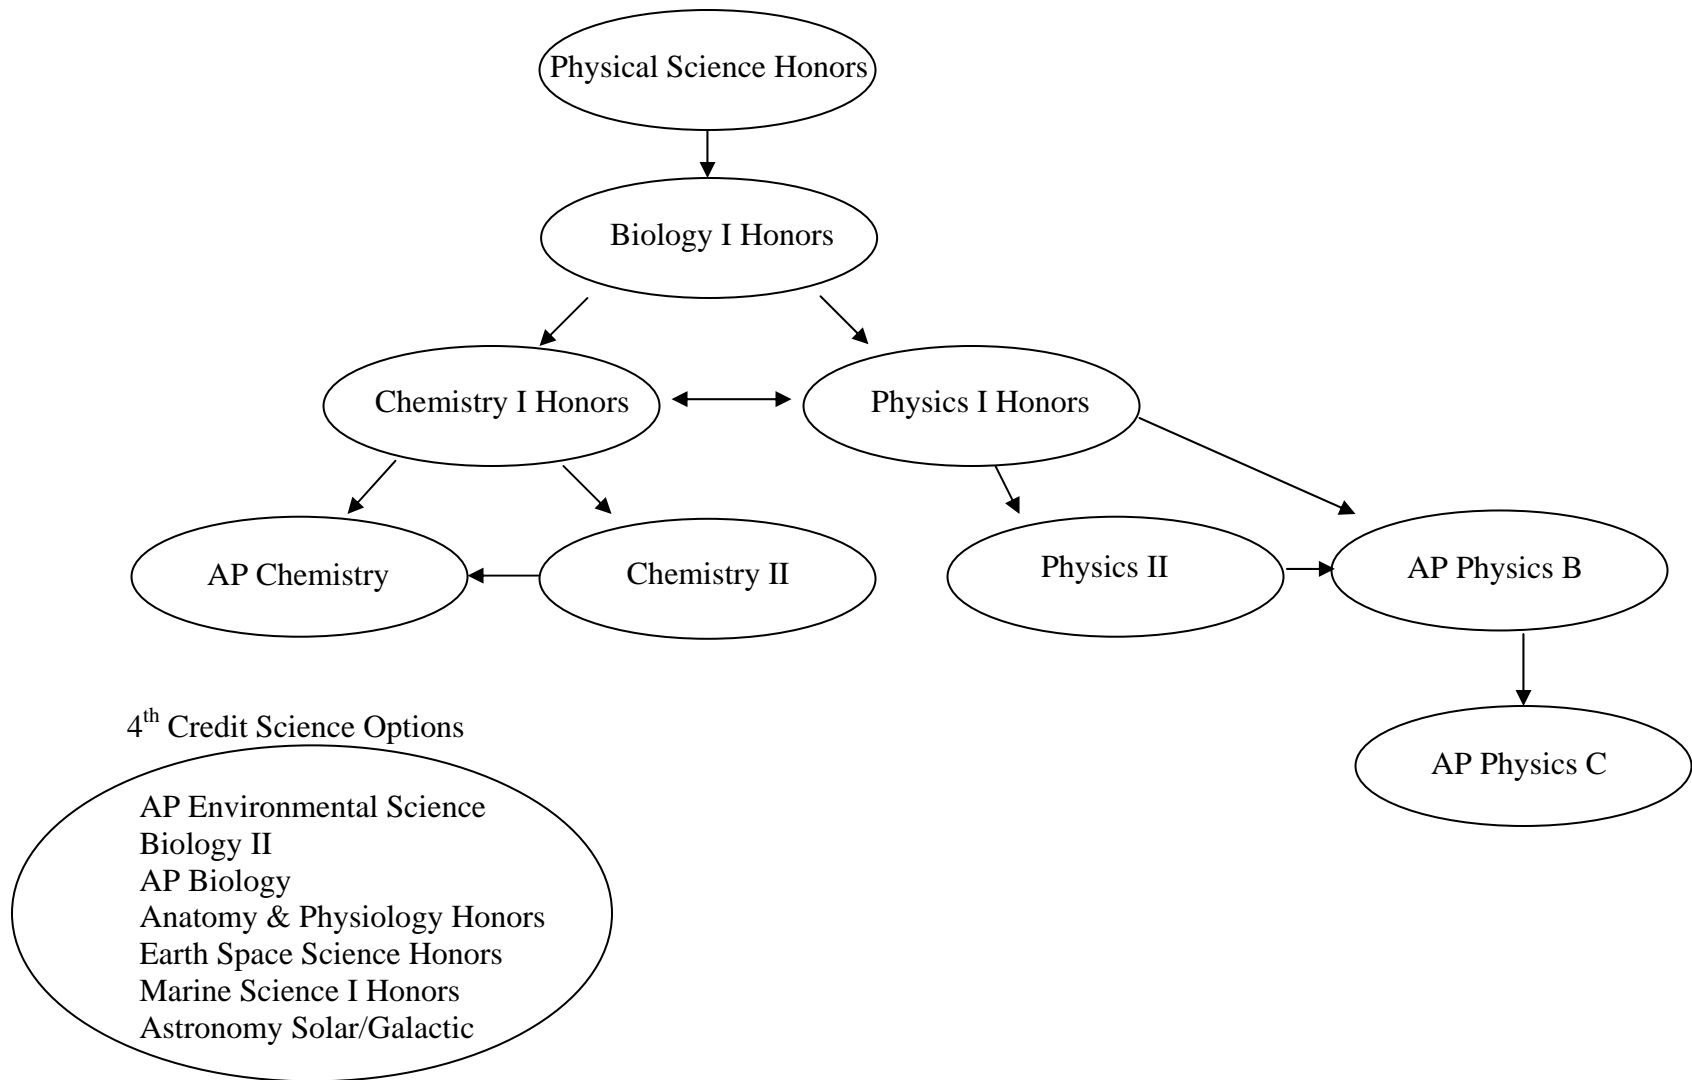 Physical Science Honors
Biology I Honors
Chemistry I Honors
Physics I Honors
AP Chemistry
Chemistry II
Physics II
AP Physics B
AP Physics C
4th Credit Science Options
AP Environmental Science
Biology II
AP Biology
Anatomy & Physiology Honors
Earth Space Science Honors
Marine Science I Honors
Astronomy Solar/Galactic